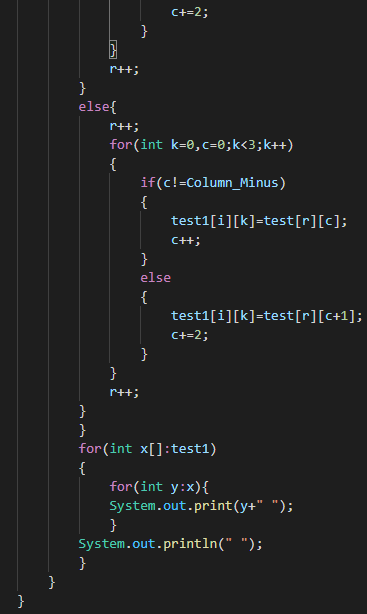 c+=2;
}
}
r++;
}
else{
r++;
for(int k=0,c=0;k<3;k++)
{
if(c!=Column_Minus)
{
test1[i][k]=test[r][c];
c++;
}
else
{
test1[i][k]=test[r][c+1];
c+=2;
}
}
r++;
}
}
for(int x[]:test1)
{
for(int y:x){
System.out.print(y+" ");
}
System.out.println(" ");
}
}
}